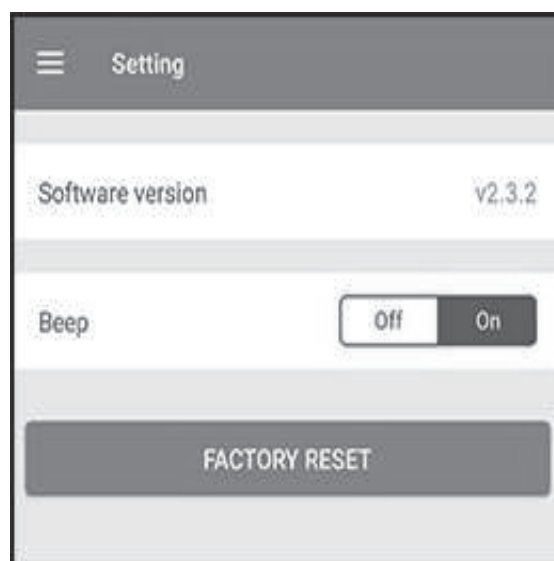 Setting
Software version v2.3.2
Beep Off On
FACTORY RESET